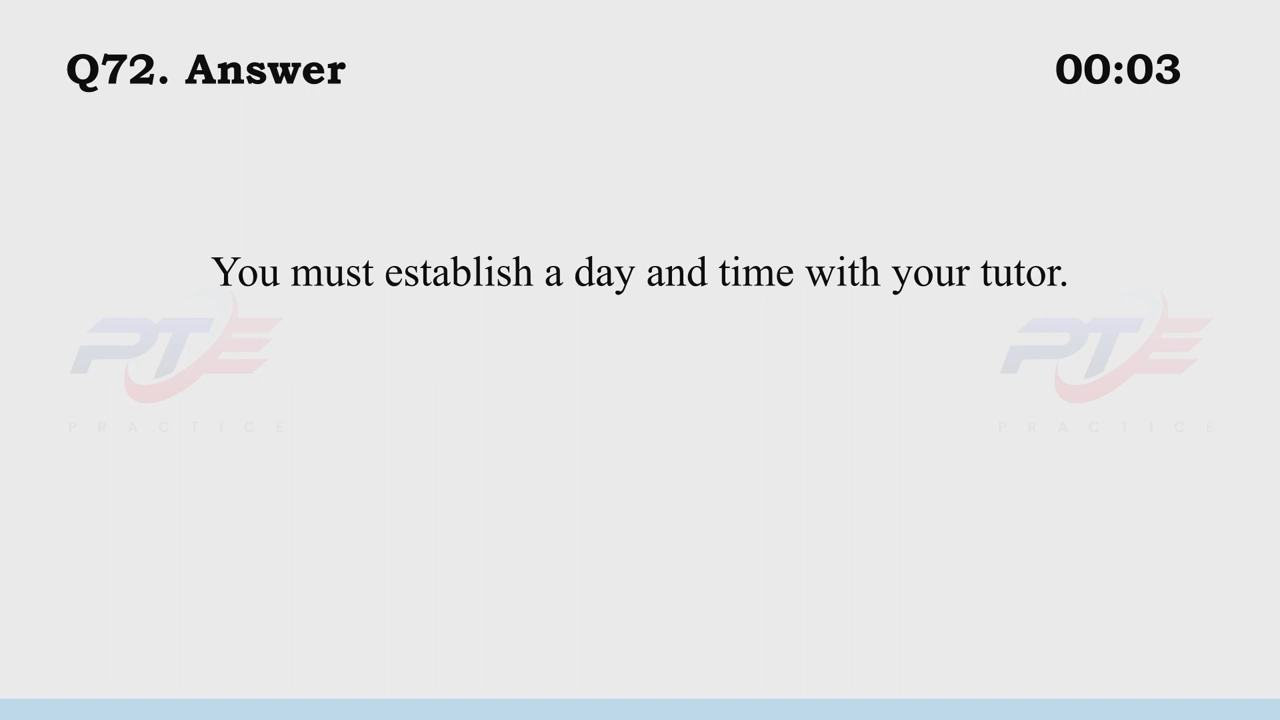 Q72. Answer
00:03
You must establish a day and time with your tutor.
PTE
PRACTICE
PTE
PRACTICE